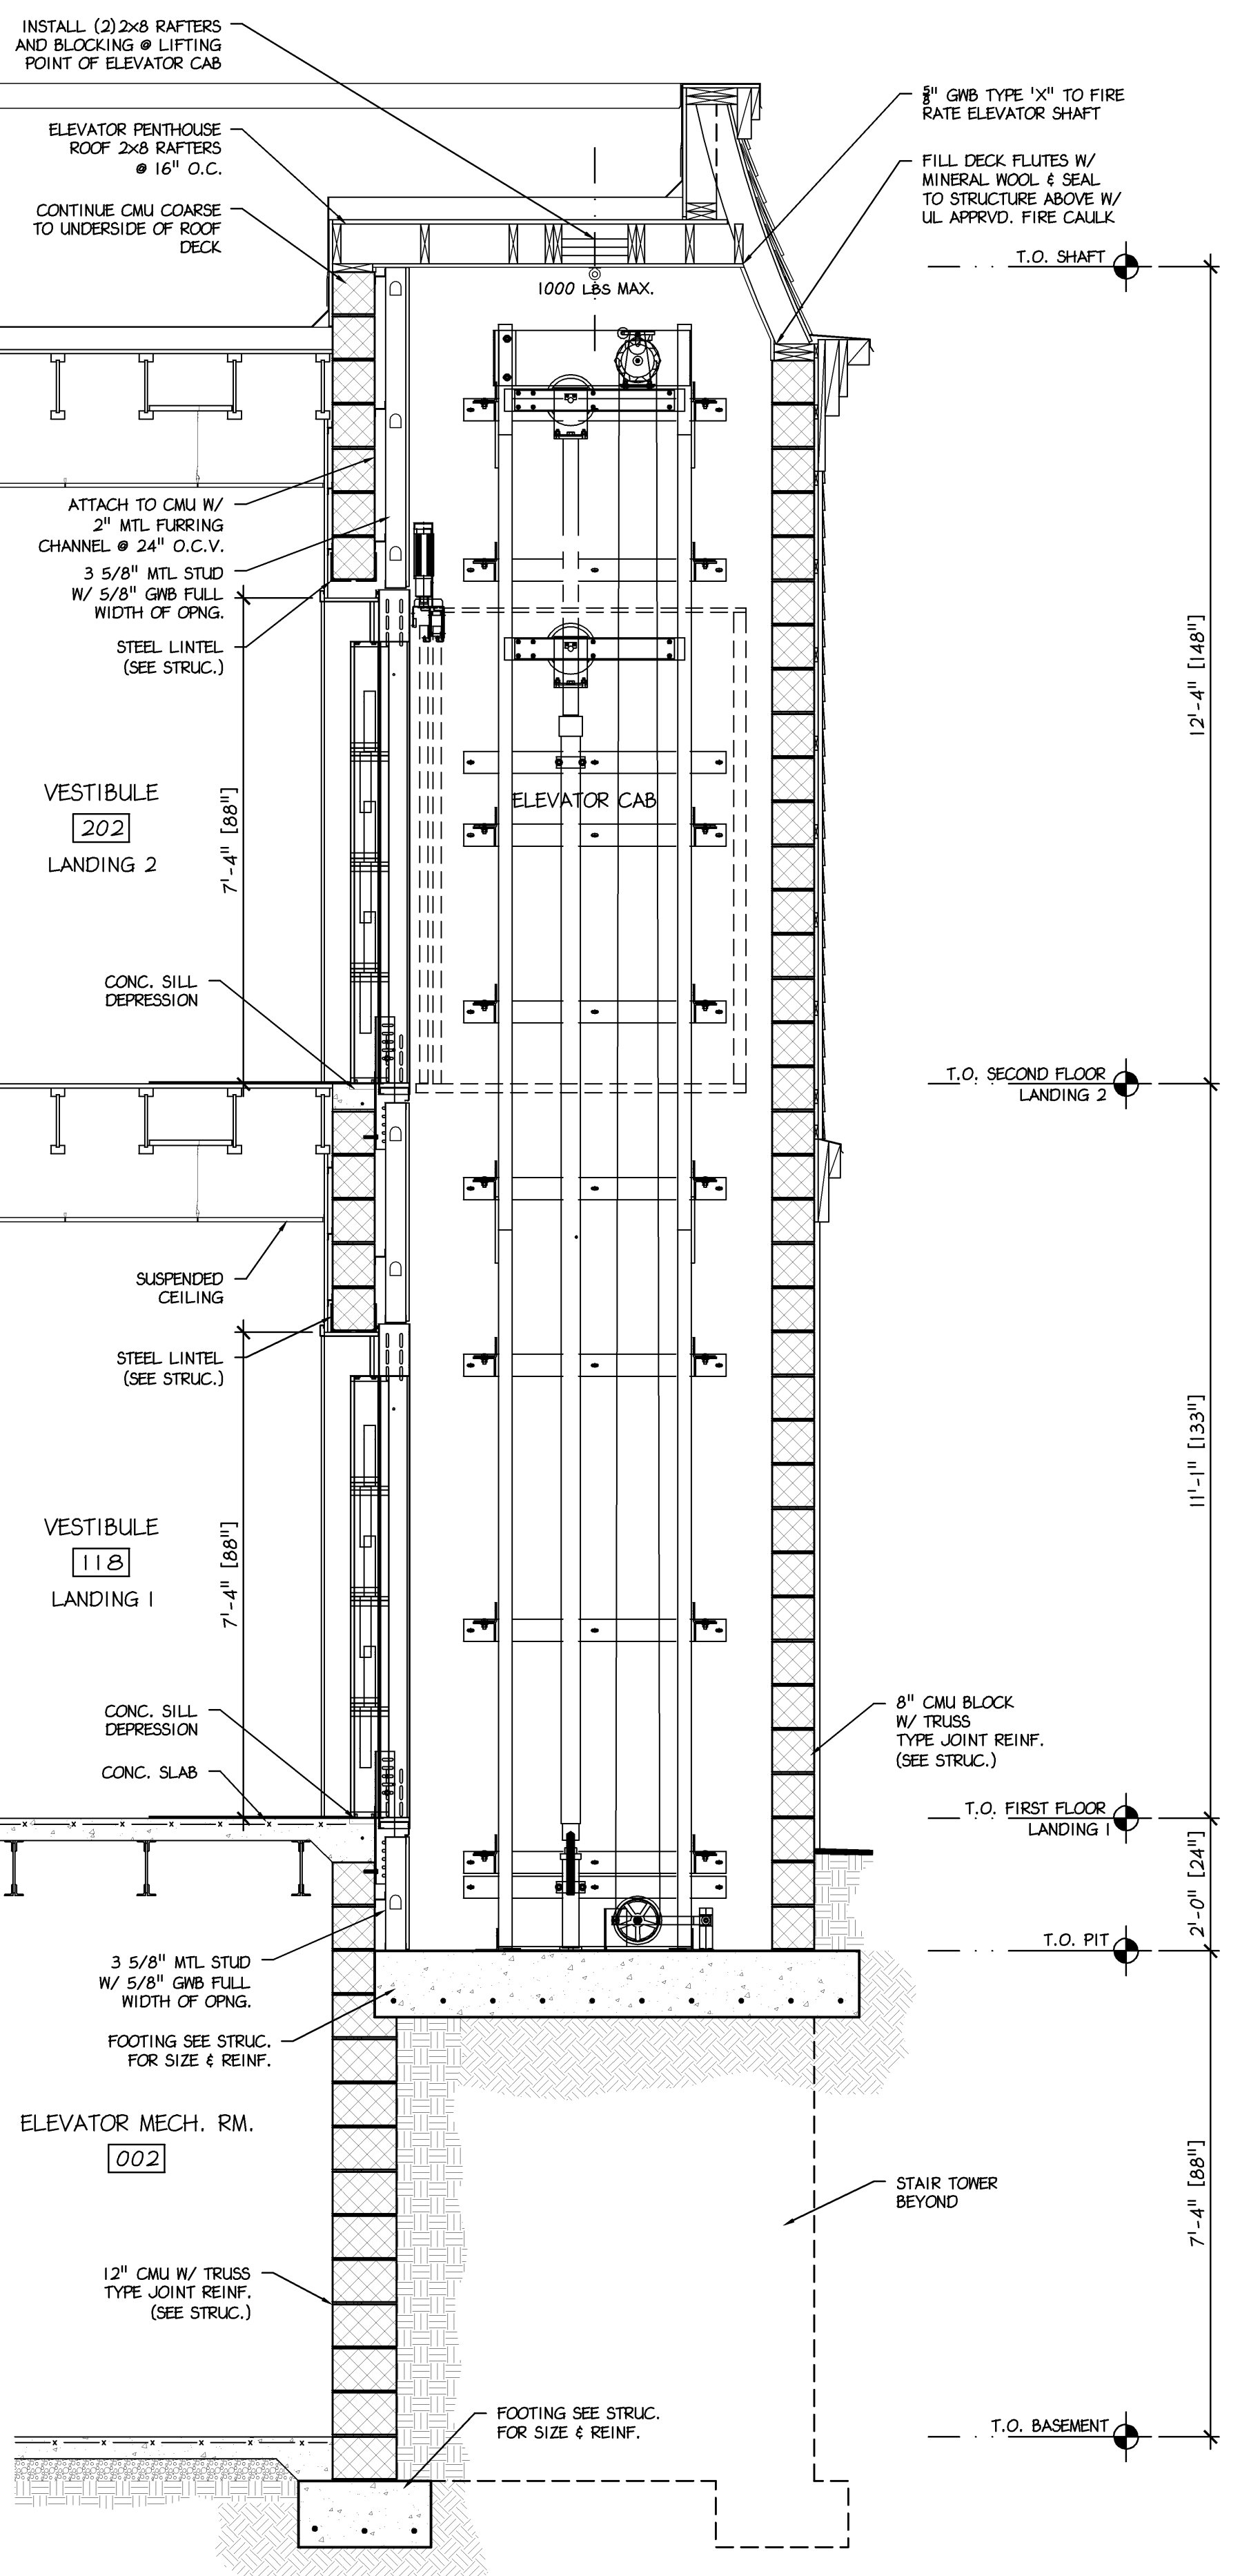 INSTALL (2)2x8 RAFTERS
AND BLOCKING @ LIFTING
POINT OF ELEVATOR CAB
ELEVATOR PENTHOUSE
ROOF 2x8 RAFTERS
@ 16" O.C.
CONTINUE CMU COARSE
TO UNDERSIDE OF ROOF
DECK
5/8" GWB TYPE 'X" TO FIRE
RATE ELEVATOR SHAFT
FILL DECK FLUTES W/
MINERAL WOOL & SEAL
TO STRUCTURE ABOVE W/
UL APPRVD. FIRE CAULK
T.O. SHAFT
1000 LBS MAX.
ATTACH TO CMU W/
2" MTL FURRING
CHANNEL @ 24" O.C.V.
3 5/8" MTL STUD
W/ 5/8" GWB FULL
WIDTH OF OPNG.
STEEL LINTEL
(SEE STRUC.)
12'-4" [148"]
VESTIBULE
202
LANDING 2
7'-4" [88"]
ELEVATOR CAB
CONC. SILL
DEPRESSION
T.O. SECOND FLOOR
LANDING 2
SUSPENDED
CEILING
STEEL LINTEL
(SEE STRUC.)
11'-1" [133"]
VESTIBULE
118
LANDING 1
7'-4" [88"]
8" CMU BLOCK
W/ TRUSS
TYPE JOINT REINF.
(SEE STRUC.)
CONC. SILL
DEPRESSION
CONC. SLAB
T.O. FIRST FLOOR
LANDING 1
2'-0" [24"]
T.O. PIT
3 5/8" MTL STUD
W/ 5/8" GWB FULL
WIDTH OF OPNG.
FOOTING SEE STRUC.
FOR SIZE & REINF.
ELEVATOR MECH. RM.
002
7'-4" [88"]
STAIR TOWER
BEYOND
12" CMU W/ TRUSS
TYPE JOINT REINF.
(SEE STRUC.)
FOOTING SEE STRUC.
FOR SIZE & REINF.
T.O. BASEMENT